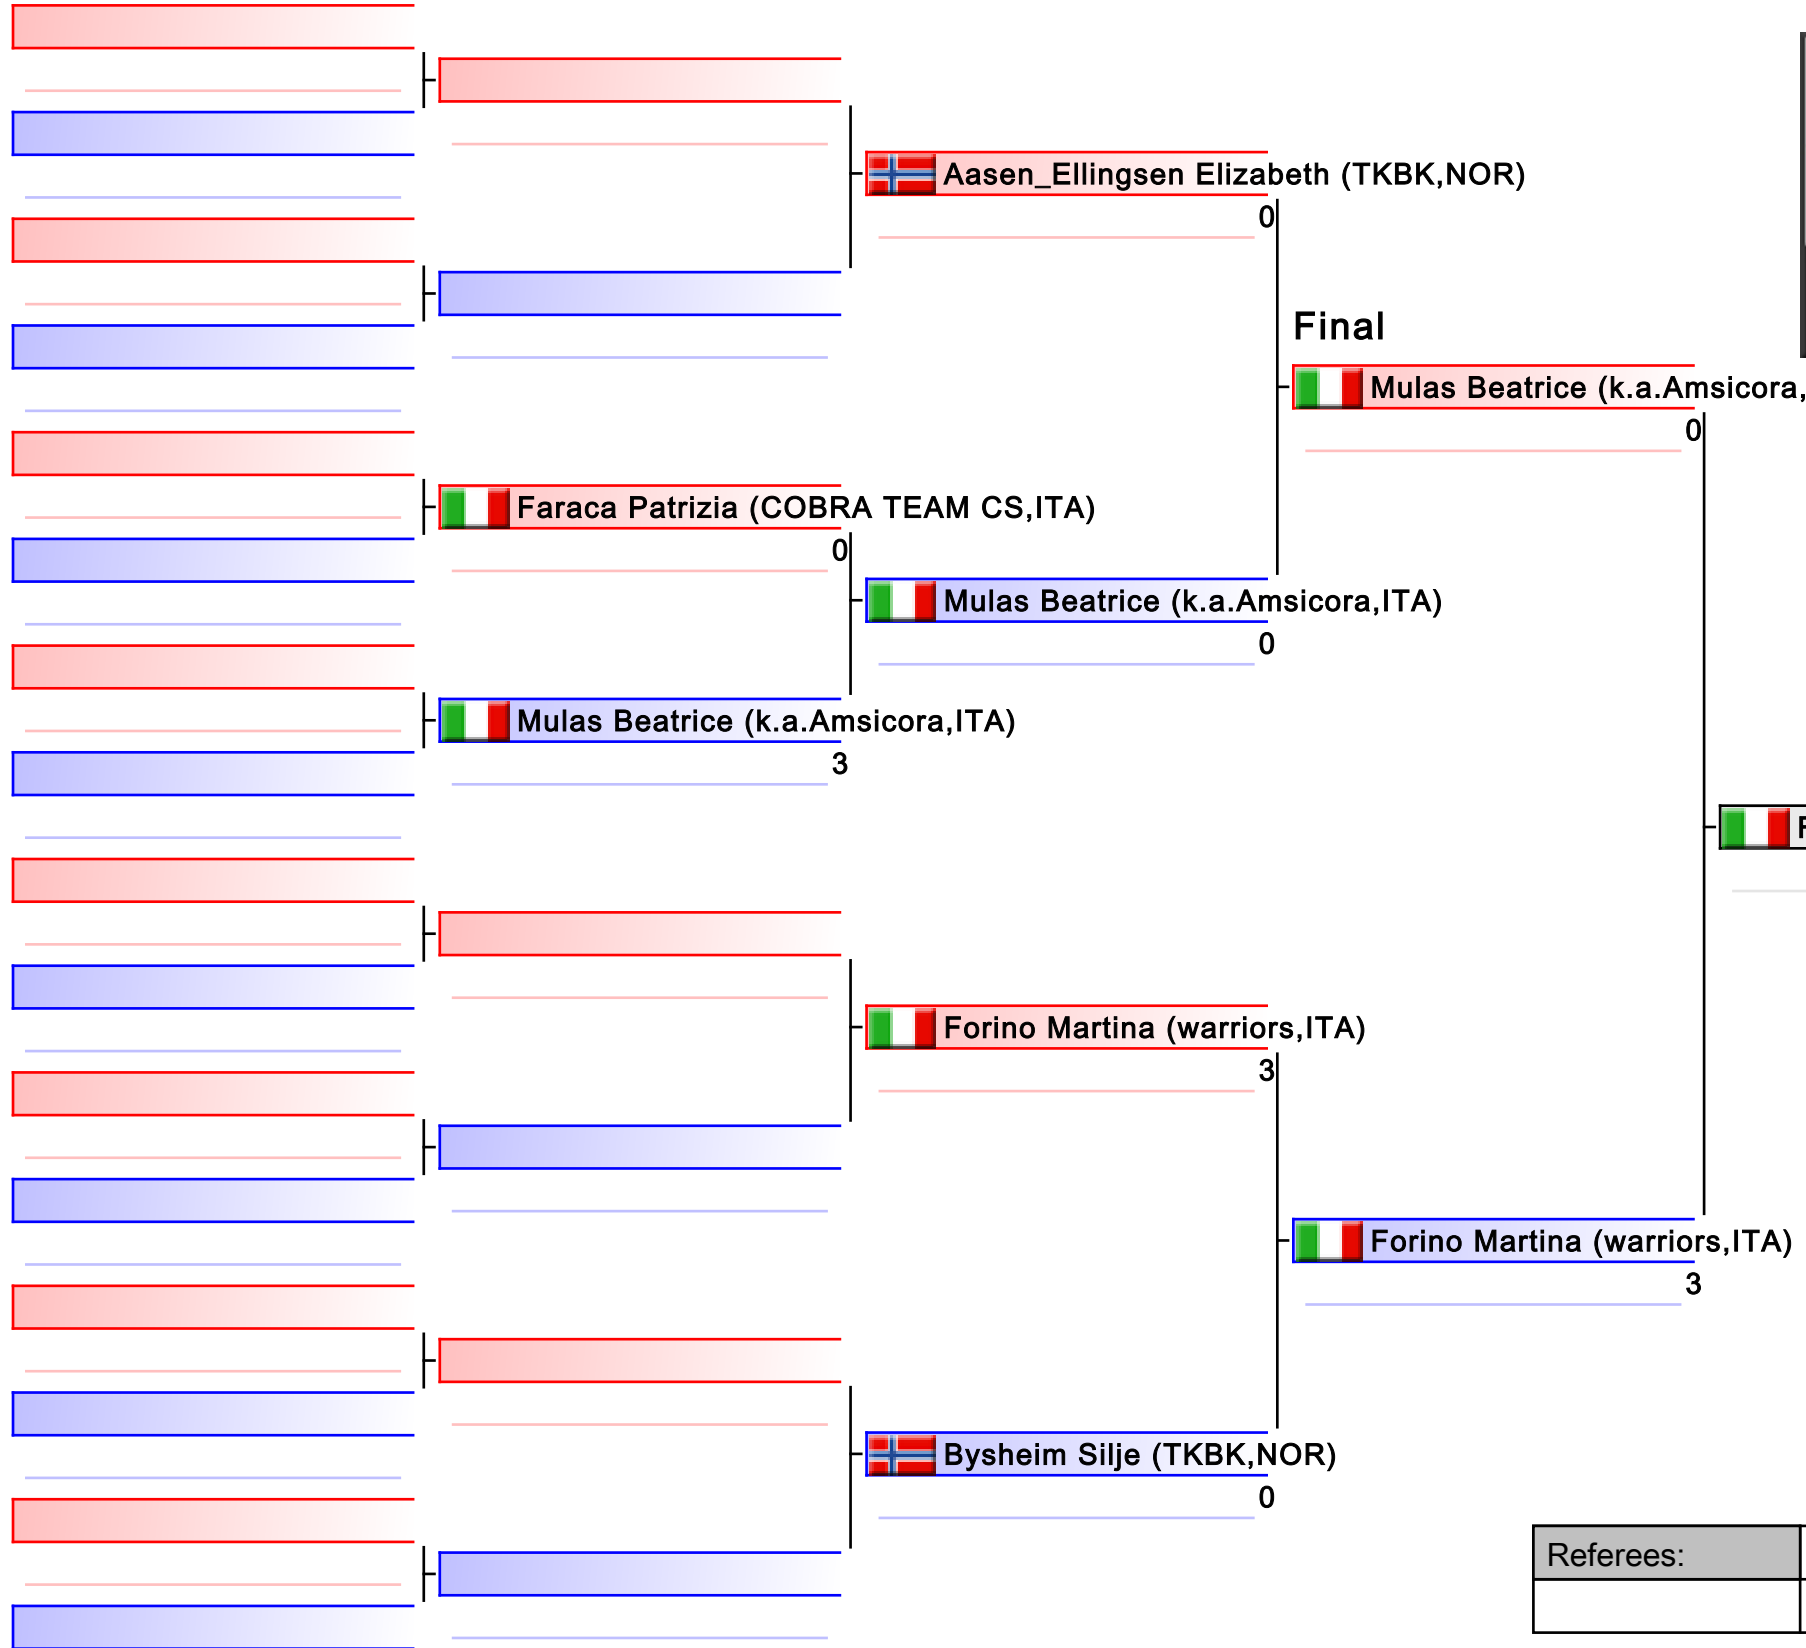 Aasen_Ellingsen Elizabeth (TKBK,NOR)
0
Final
Mulas Beatrice (k.a.Amsicora,
0
Faraca Patrizia (COBRA TEAM CS,ITA)
0
Mulas Beatrice (k.a.Amsicora,ITA)
0
Mulas Beatrice (k.a.Amsicora,ITA)
3
Forino Martina (warriors,ITA)
3
Forino Martina (warriors,ITA)
3
Bysheim Silje (TKBK,NOR)
0
Referees: